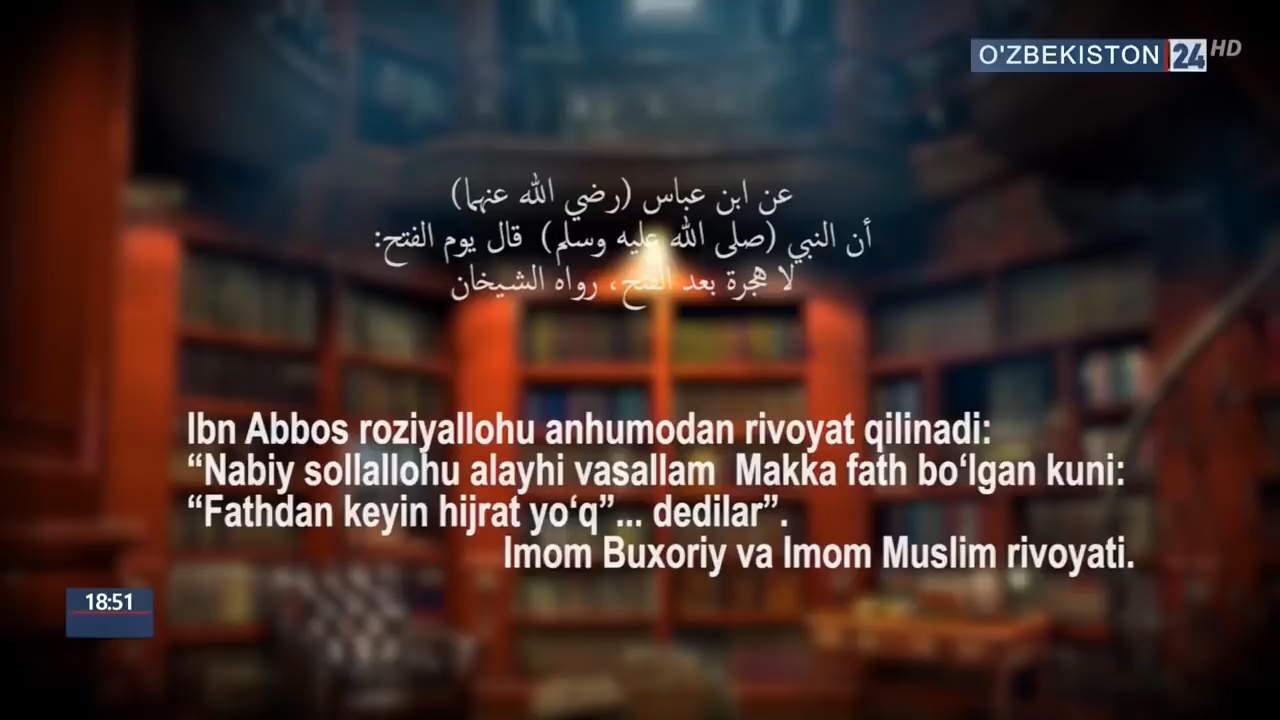 O'ZBEKISTON 24 HD
عن ابن عباس (رضي الله عنهما)
أن النبي (صلى الله عليه وسلم) قال يوم الفتح:
لا هجرة بعد الفتح، رواه الشيخان
Ibn Abbos roziyallohu anhumodan rivoyat qilinadi:
“Nabiy sollallohu alayhi vasallam Makka fath bo‘lgan kuni:
“Fathdan keyin hijrat yo‘q”... dedilar”.
Imom Buxoriy va Imom Muslim rivoyati.
18:51